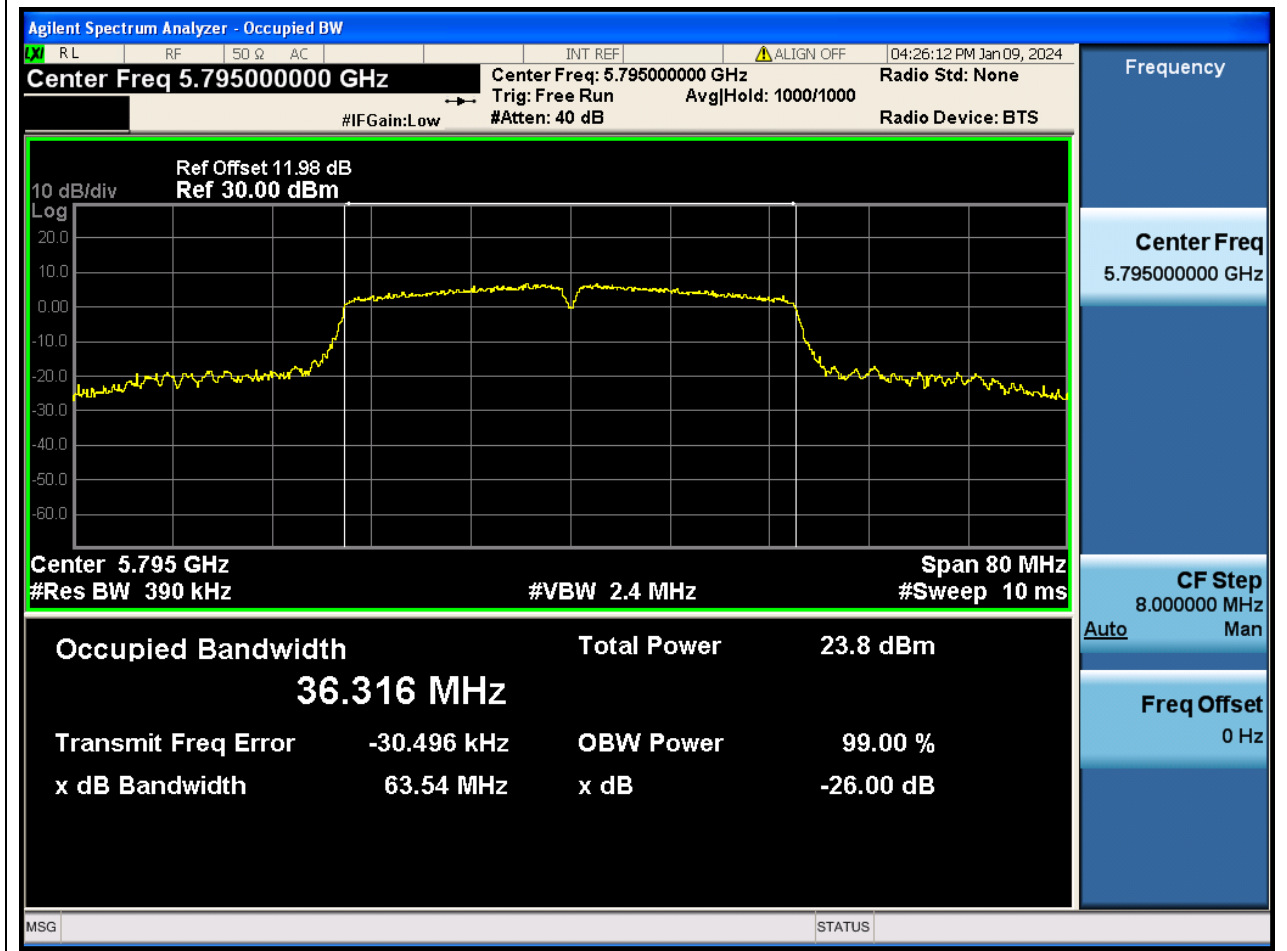 Agilent Spectrum Analyzer - Occupied BW
LXI RL RF 50 Ω AC INT REF ALIGN OFF 04:26:12 PM Jan 09, 2024
Center Freq 5.795000000 GHz
Center Freq: 5.795000000 GHz
Radio Std: None
Trig: Free Run Avg|Hold: 1000/1000
#IFGain:Low #Atten: 40 dB
Radio Device: BTS
Ref Offset 11.98 dB
10 dB/div Ref 30.00 dBm
Log
20.0
10.0
0.00
-10.0
-20.0
-30.0
-40.0
-50.0
-60.0
Center 5.795 GHz Span 80 MHz
#Res BW 390 kHz #VBW 2.4 MHz #Sweep 10 ms
Occupied Bandwidth Total Power 23.8 dBm
36.316 MHz
Transmit Freq Error -30.496 kHz OBW Power 99.00 %
x dB Bandwidth 63.54 MHz x dB -26.00 dB
Frequency
Center Freq
5.795000000 GHz
CF Step
8.000000 MHz
Auto Man
Freq Offset
0 Hz
MSG STATUS